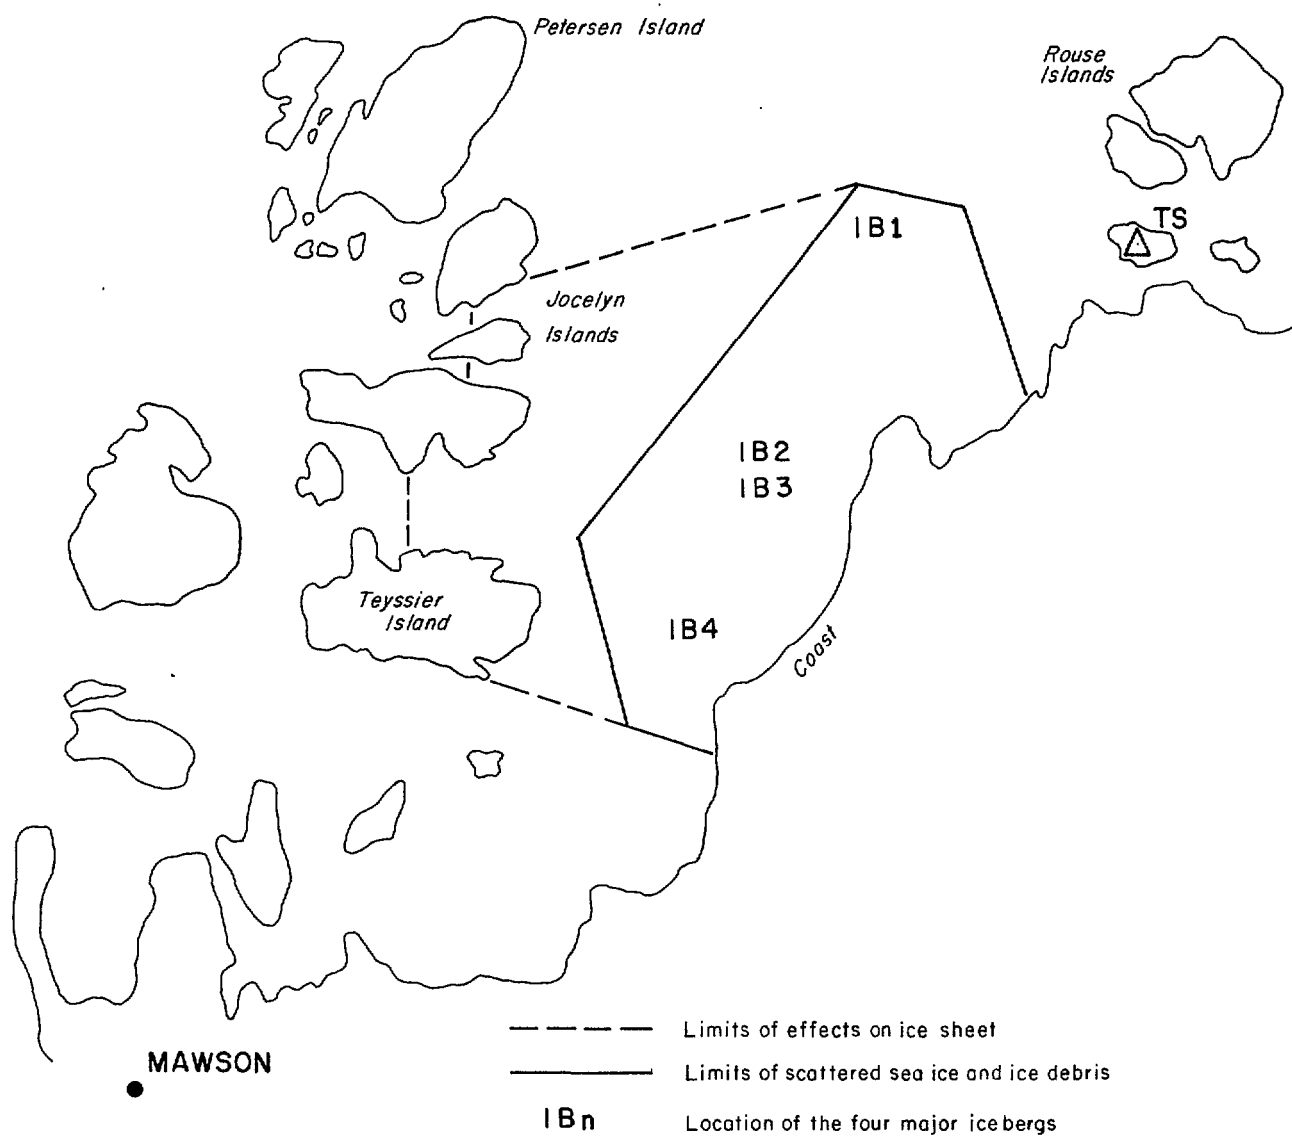 Petersen Island
Rouse
Islands
TS
IB1
Jocelyn
Islands
IB2
IB3
Teyssier
Island
IB4
Coast
MAWSON
Limits of effects on ice sheet
Limits of scattered sea ice and ice debris
IBn Location of the four major icebergs